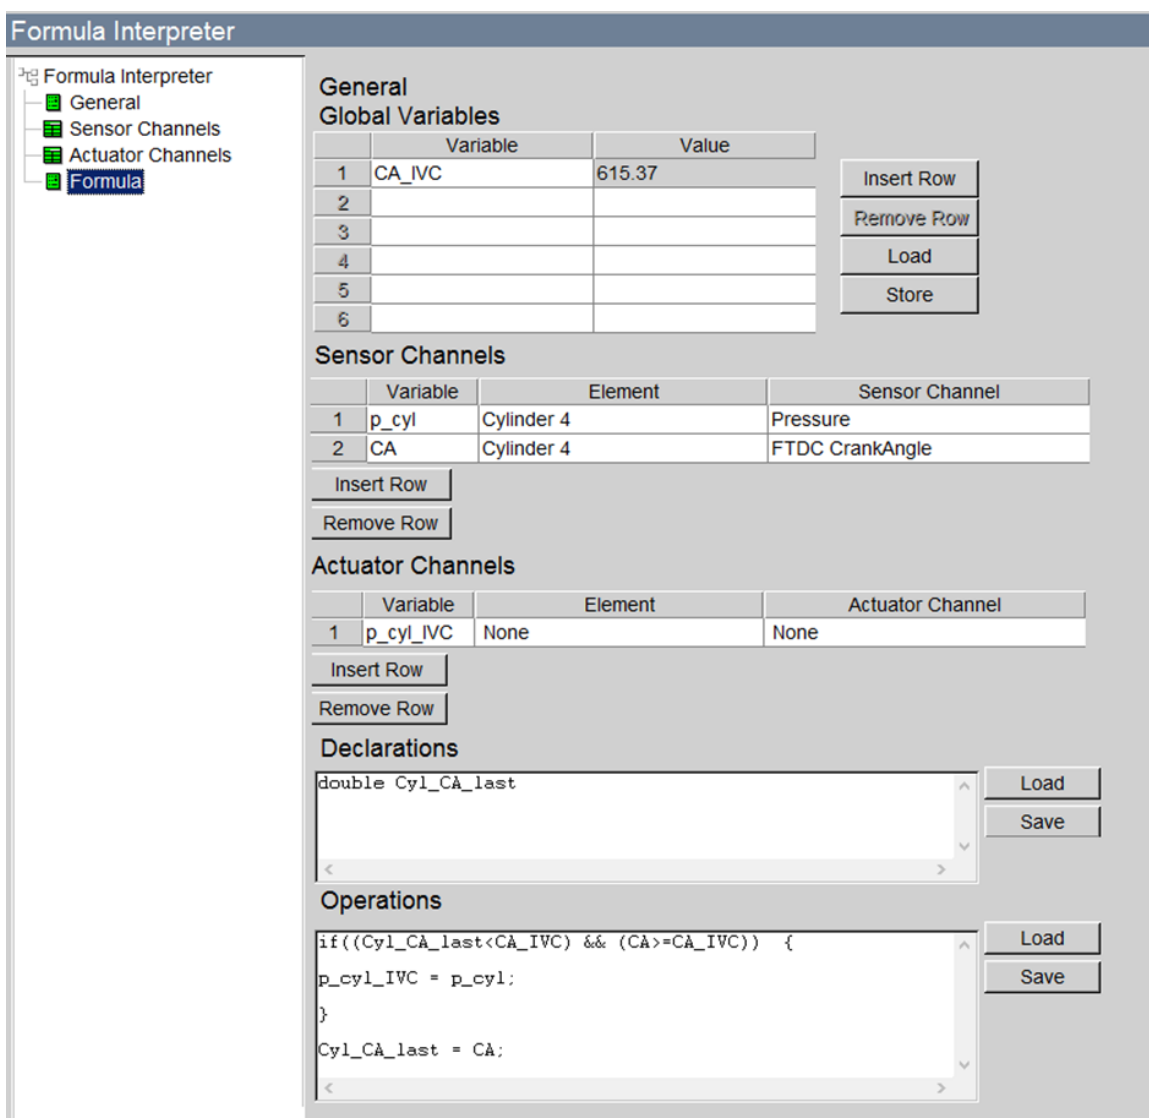 Formula Interpreter
Formula Interpreter
General
Sensor Channels
Actuator Channels
Formula
General
Global Variables
Variable Value
1 CA_IVC 615.37
2
3
4
5
6
Insert Row
Remove Row
Load
Store
Sensor Channels
Variable Element Sensor Channel
1 p_cyl Cylinder 4 Pressure
2 CA Cylinder 4 FTDC CrankAngle
Insert Row
Remove Row
Actuator Channels
Variable Element Actuator Channel
1 p_cyl_IVC None None
Insert Row
Remove Row
Declarations
double Cyl_CA_last
Load
Save
Operations
if((Cyl_CA_last<CA_IVC) && (CA>=CA_IVC)) {
p_cyl_IVC = p_cyl;
}
Cyl_CA_last = CA;
Load
Save